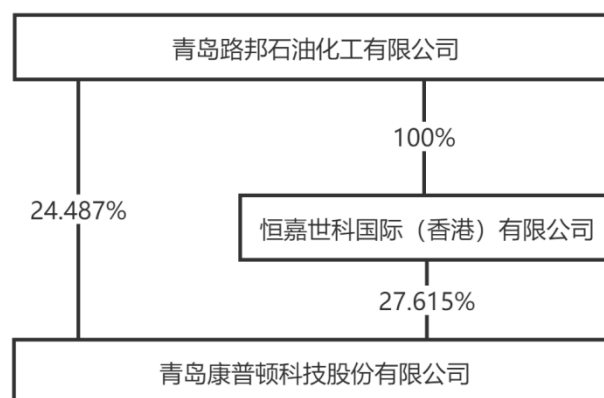 青岛路邦石油化工有限公司
100%
24.487%
恒嘉世科国际（香港）有限公司
27.615%
青岛康普顿科技股份有限公司